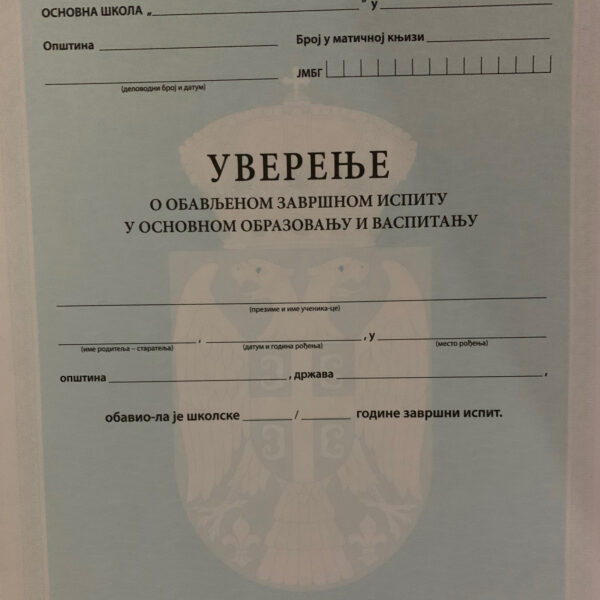 ОСНОВНА ШКОЛА „ ” у
Општина Број у матичној књизи
ЈМБГ
(деловодни број и датум)
УВЕРЕЊЕ
О ОБАВЉЕНОМ ЗАВРШНОМ ИСПИТУ
У ОСНОВНОМ ОБРАЗОВАЊУ И ВАСПИТАЊУ
(презиме и име ученика-це)
, , у
(име родитеља – старатеља) (датум и година рођења) (место рођења)
општина , држава ,
обавио-ла је школске / године завршни испит.